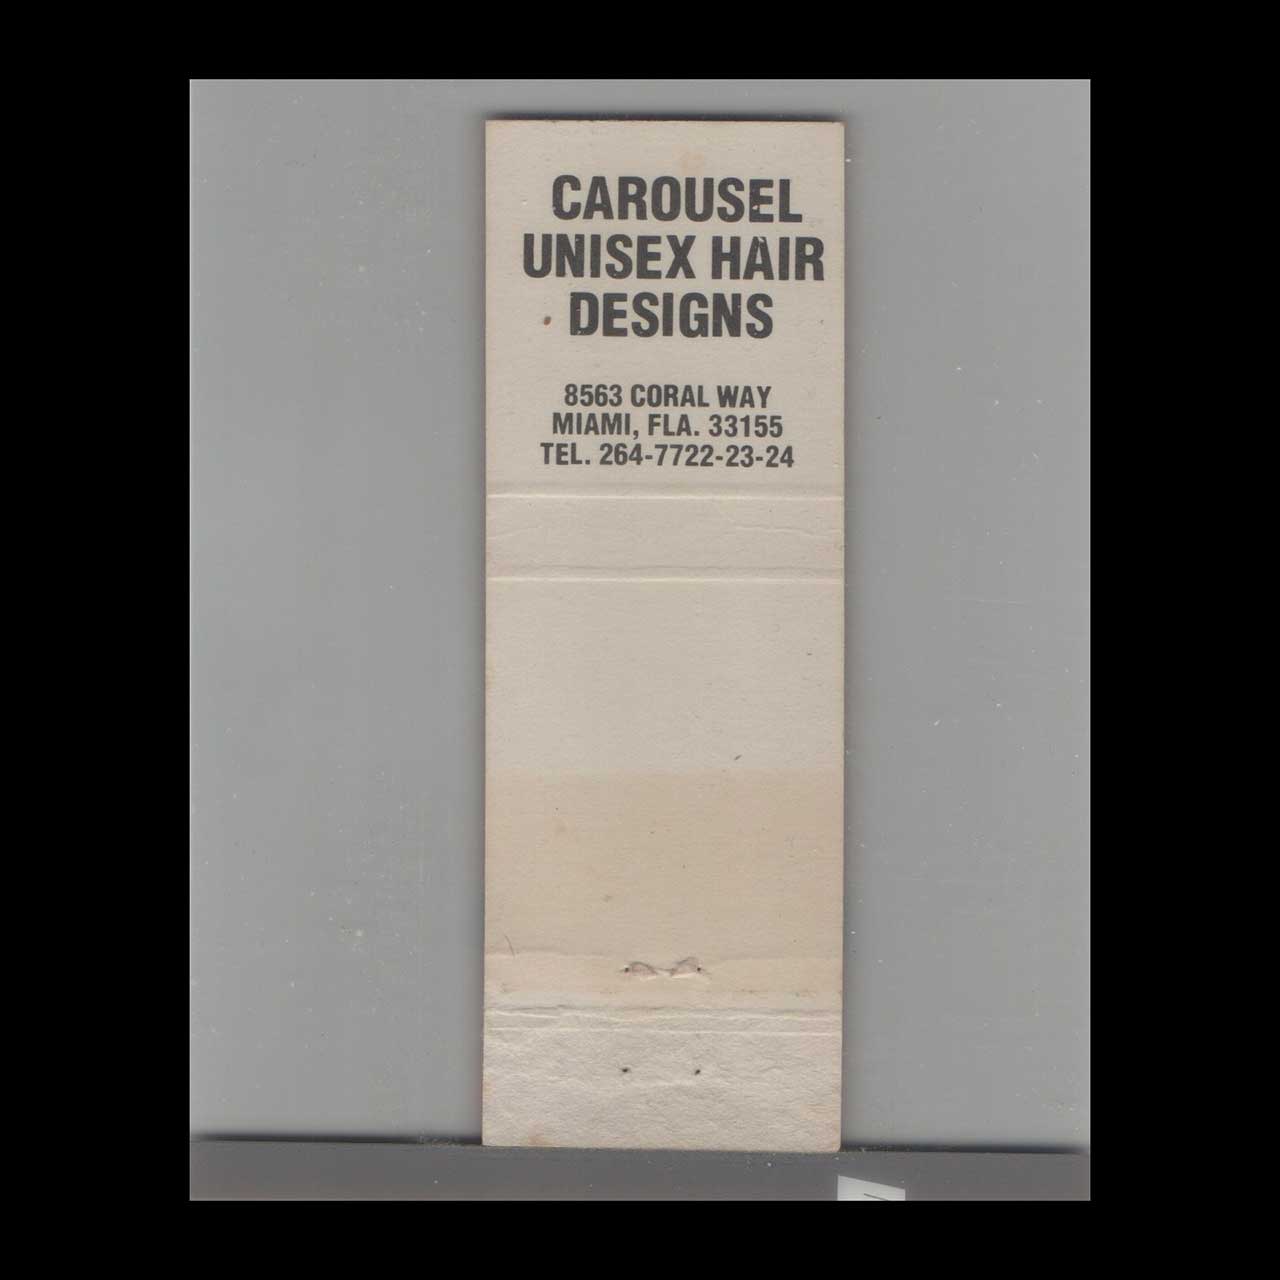 CAROUSEL
UNISEX HAIR
DESIGNS
8563 CORAL WAY
MIAMI, FLA. 33155
TEL. 264-7722-23-24